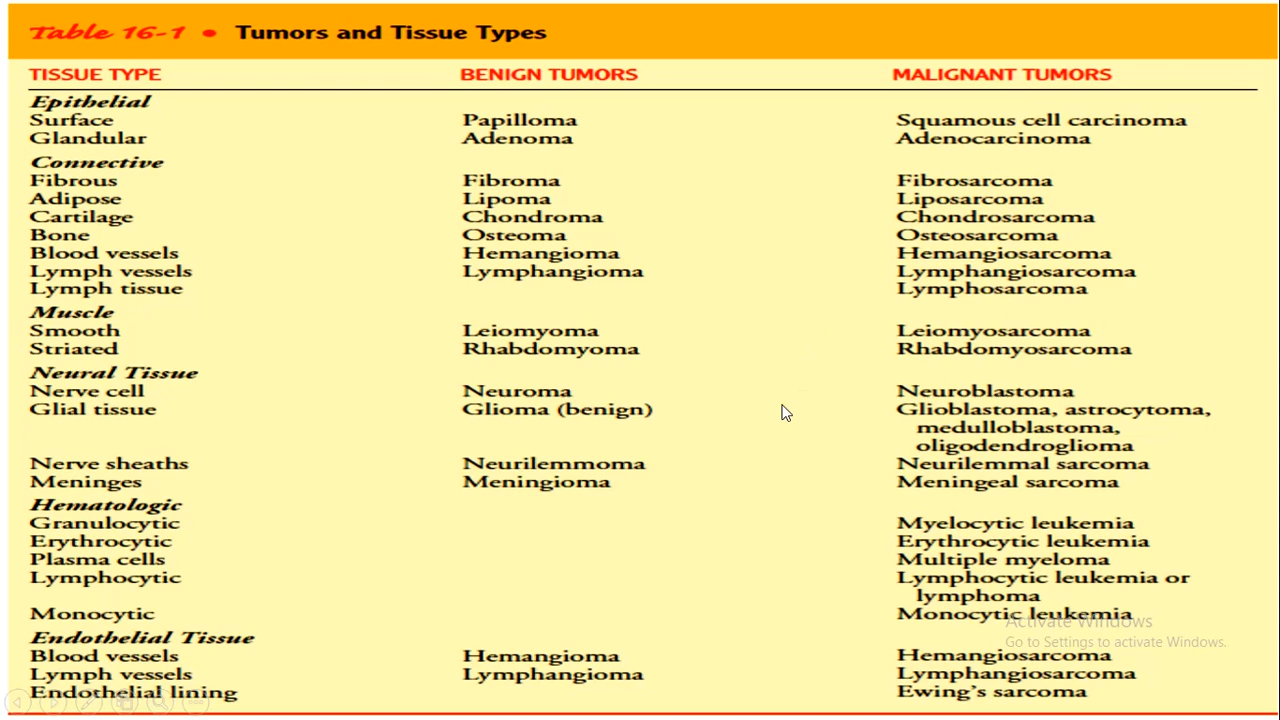 Table 16-1 • Tumors and Tissue Types
TISSUE TYPE BENIGN TUMORS MALIGNANT TUMORS
Epithelial
Surface Papilloma Squamous cell carcinoma
Glandular Adenoma Adenocarcinoma
Connective
Fibrous Fibroma Fibrosarcoma
Adipose Lipoma Liposarcoma
Cartilage Chondroma Chondrosarcoma
Bone Osteoma Osteosarcoma
Blood vessels Hemangioma Hemangiosarcoma
Lymph vessels Lymphangioma Lymphangiosarcoma
Lymph tissue Lymphosarcoma
Muscle
Smooth Leiomyoma Leiomyosarcoma
Striated Rhabdomyoma Rhabdomyosarcoma
Neural Tissue
Nerve cell Neuroma Neuroblastoma
Glial tissue Glioma (benign) Glioblastoma, astrocytoma,
medulloblastoma,
oligodendroglioma
Nerve sheaths Neurilemmoma Neurilemmal sarcoma
Meninges Meningioma Meningeal sarcoma
Hematologic
Granulocytic Myelocytic leukemia
Erythrocytic Erythrocytic leukemia
Plasma cells Multiple myeloma
Lymphocytic Lymphocytic leukemia or
lymphoma
Monocytic Monocytic leukemia
Activate Windows
Endothelial Tissue
Go to Settings to activate Windows.
Blood vessels Hemangioma Hemangiosarcoma
Lymph vessels Lymphangioma Lymphangiosarcoma
Endothelial lining Ewing's sarcoma